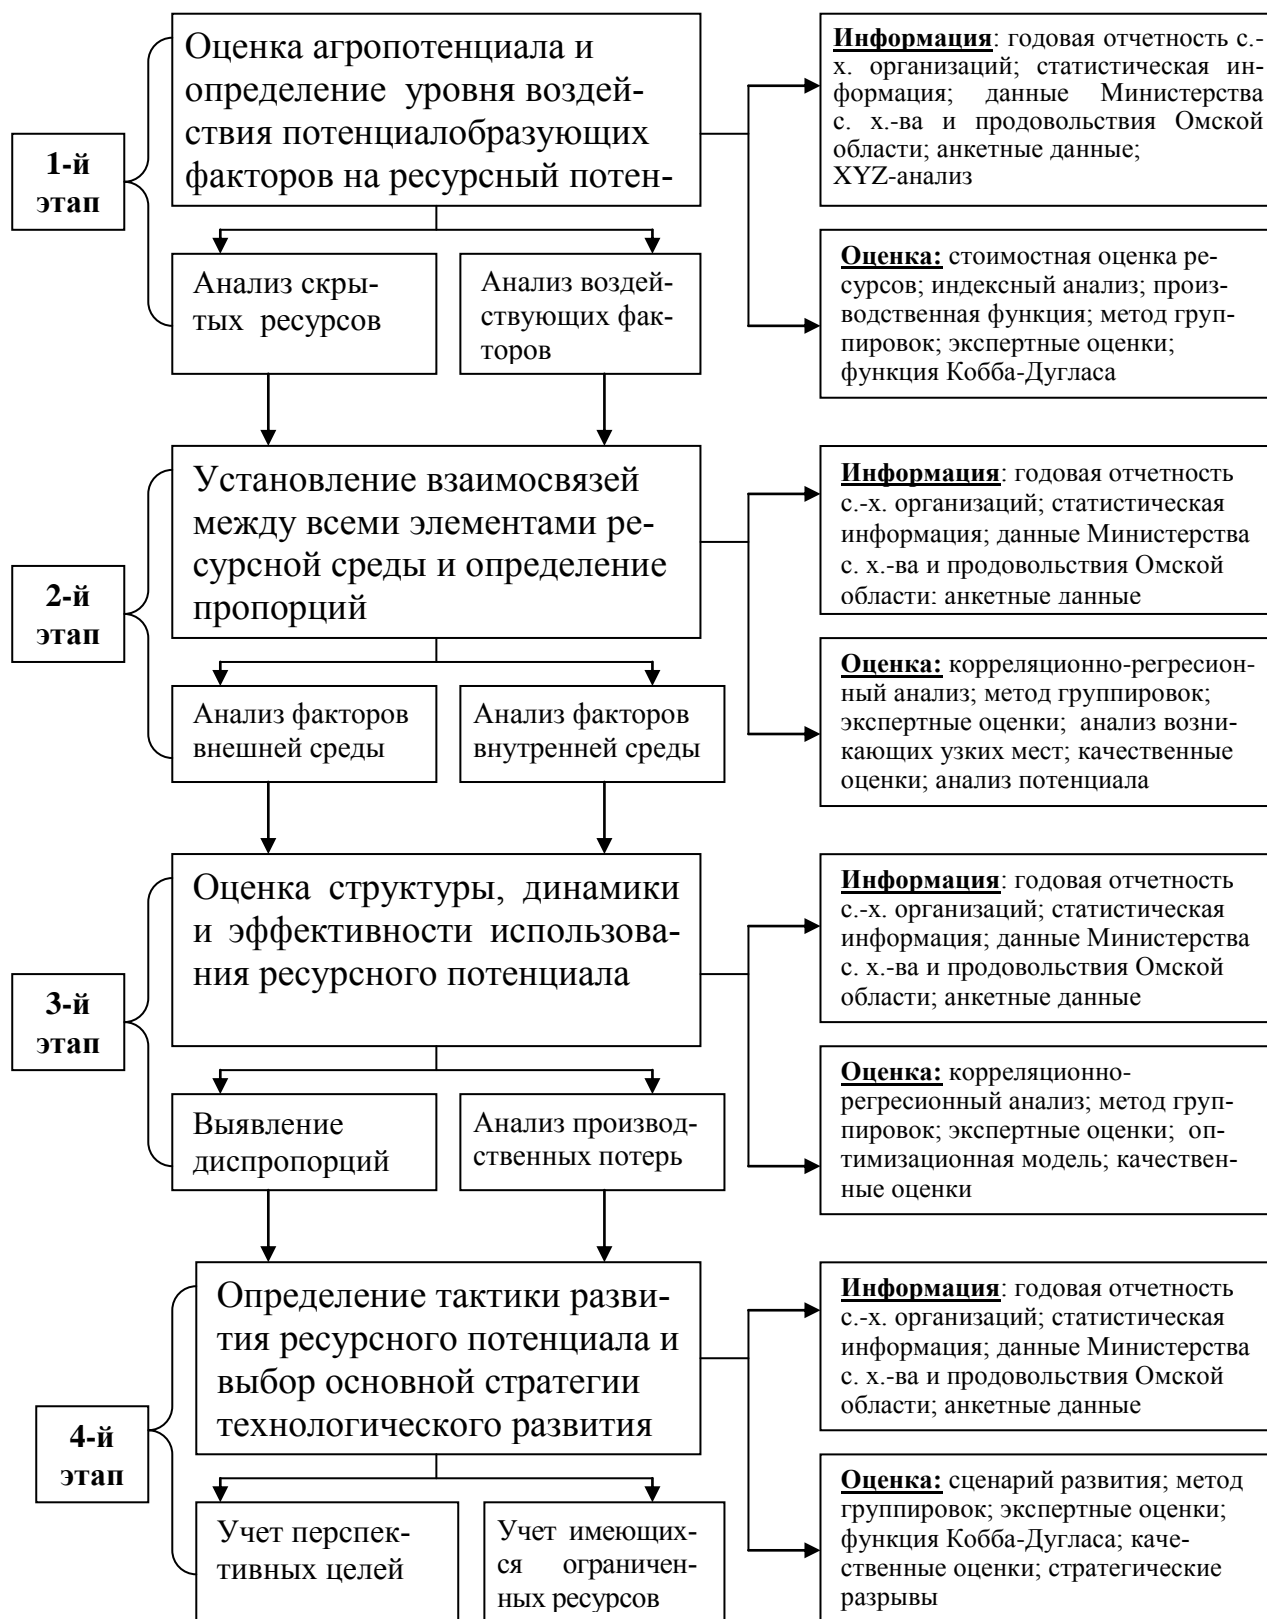 1-й
этап
Оценка агропотенциала и
определение уровня воздей-
ствия потенциалобразующих
факторов на ресурсный потен-
Анализ скры-
тых ресурсов
Анализ воздей-
ствующих фак-
торов
Информация: годовая отчетность с.-
х. организаций; статистическая ин-
формация; данные Министерства
с. х.-ва и продовольствия Омской
области; анкетные данные;
XYZ-анализ
Оценка: стоимостная оценка ре-
сурсов; индексный анализ; произ-
водственная функция; метод груп-
пировок; экспертные оценки;
функция Кобба-Дугласа
2-й
этап
Установление взаимосвязей
между всеми элементами ре-
сурсной среды и определение
пропорций
Анализ факторов
внешней среды
Анализ факторов
внутренней среды
Информация: годовая отчетность
с.-х. организаций; статистическая
информация; данные Министерства
с. х.-ва и продовольствия Омской
области; анкетные данные
Оценка: корреляционно-регресион-
ный анализ; метод группировок;
экспертные оценки; анализ возни-
кающих узких мест; качественные
оценки; анализ потенциала
3-й
этап
Оценка структуры, динамики
и эффективности использова-
ния ресурсного потенциала
Выявление
диспропорций
Анализ производ-
ственных потерь
Информация: годовая отчетность
с.-х. организаций; статистическая
информация; данные Министерства
с. х.-ва и продовольствия Омской
области; анкетные данные
Оценка: корреляционно-
регресионный анализ; метод груп-
пировок; экспертные оценки; оп-
тимизационная модель; качествен-
ные оценки
4-й
этап
Определение тактики разви-
тия ресурсного потенциала и
выбор основной стратегии
технологического развития
Учет перспек-
тивных целей
Учет имеющих-
ся ограничен-
ных ресурсов
Информация: годовая отчетность
с.-х. организаций; статистическая
информация; данные Министерства
с. х.-ва и продовольствия Омской
области; анкетные данные
Оценка: сценарий развития; метод
группировок; экспертные оценки;
функция Кобба-Дугласа; каче-
ственные оценки; стратегические
разрывы